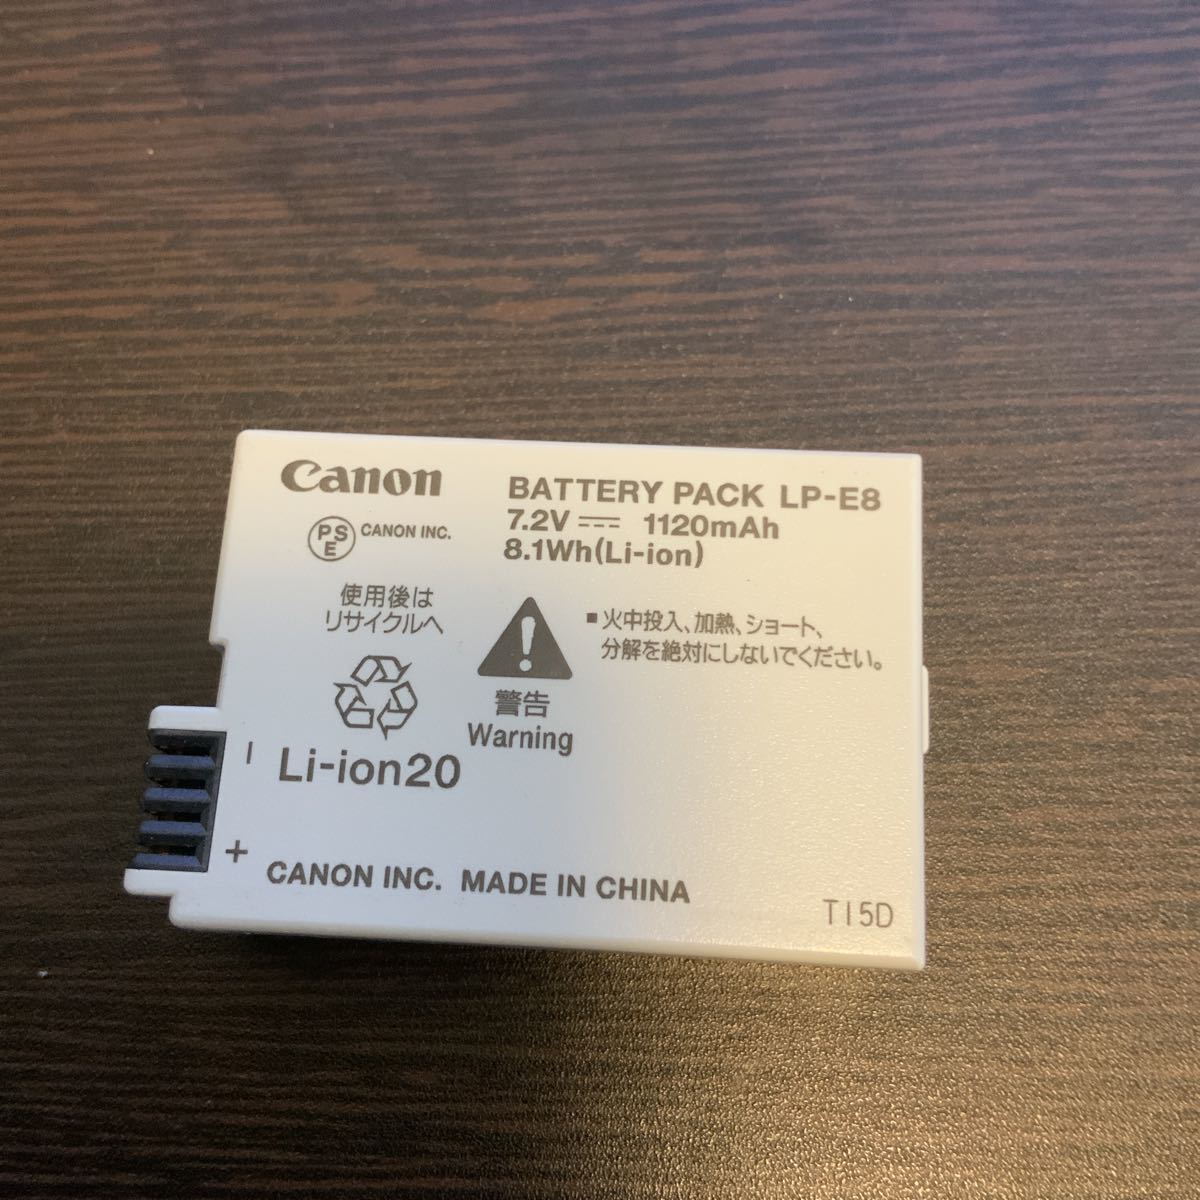 Canon
PSE CANON INC.
BATTERY PACK LP-E8
7.2V ⎓ 1120mAh
8.1Wh(Li-ion)
使用後は
リサイクルへ
警告
Warning
■火中投入、加熱、ショート、
分解を絶対にしないでください。
−
Li-ion20
+
CANON INC. MADE IN CHINA
TI5D